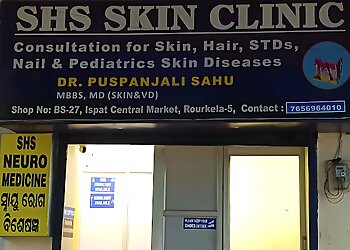 SHS SKIN CLINIC
Consultation for Skin, Hair, STDs,
Nail & Pediatrics Skin Diseases
DR. PUSPANJALI SAHU
MBBS, MD (SKIN&VD)
Shop No: BS-27, Ispat Central Market, Rourkela-5, Contact : 7656964010
SHS
NEURO
MEDICINE
ସ୍ନାୟୁ ରୋଗ
ବିଶେଷଜ୍ଞ
PLEASE KEEP YOUR
SHOES OUTSIDE